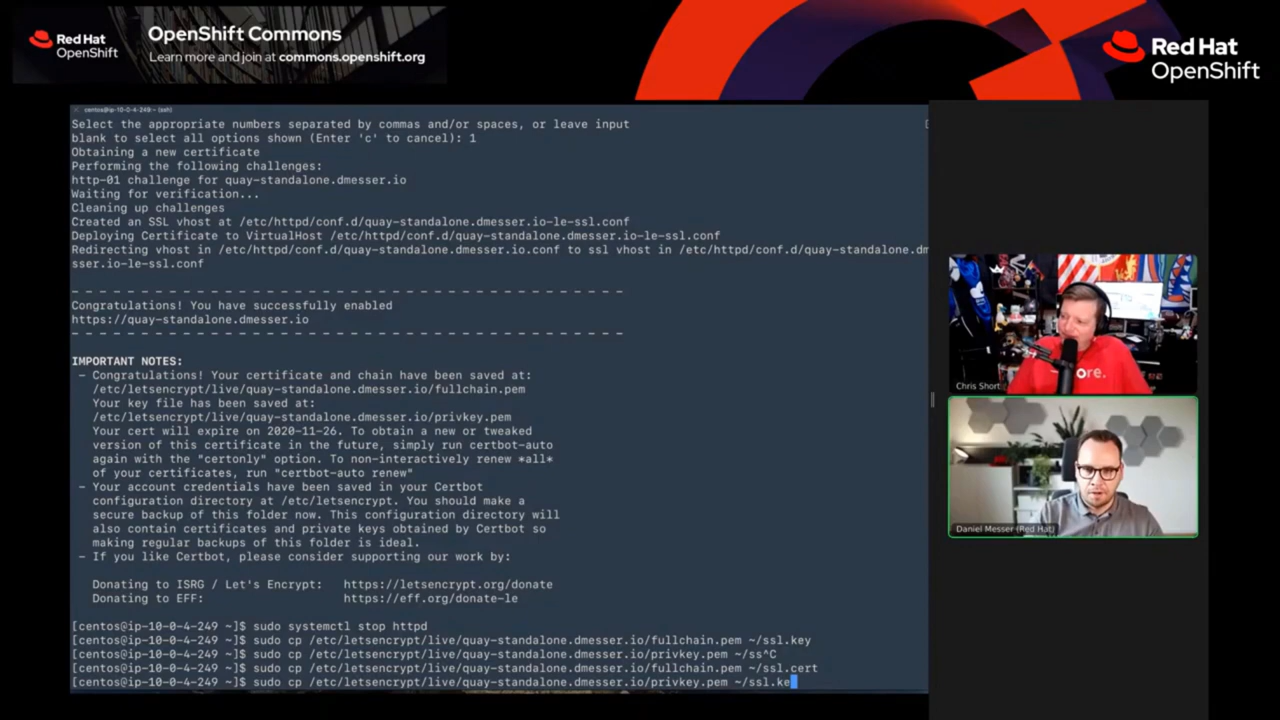 Red Hat
OpenShift
OpenShift Commons
Learn more and join at commons.openshift.org
Red Hat
OpenShift
centos@ip-10-0-4-249:~ (ssh)
Select the appropriate numbers separated by commas and/or spaces, or leave input
blank to select all options shown (Enter 'c' to cancel): 1
Obtaining a new certificate
Performing the following challenges:
http-01 challenge for quay-standalone.dmesser.io
Waiting for verification...
Cleaning up challenges
Created an SSL vhost at /etc/httpd/conf.d/quay-standalone.dmesser.io-le-ssl.conf
Deploying Certificate to VirtualHost /etc/httpd/conf.d/quay-standalone.dmesser.io-le-ssl.conf
Redirecting vhost in /etc/httpd/conf.d/quay-standalone.dmesser.io.conf to ssl vhost in /etc/httpd/conf.d/quay-standalone.dm
sser.io-le-ssl.conf
- - - - - - - - - - - - - - - - - - - - - - - - - - - - - - - - - - - - - - - -
Congratulations! You have successfully enabled
https://quay-standalone.dmesser.io
- - - - - - - - - - - - - - - - - - - - - - - - - - - - - - - - - - - - - - - -
IMPORTANT NOTES:
- Congratulations! Your certificate and chain have been saved at:
/etc/letsencrypt/live/quay-standalone.dmesser.io/fullchain.pem
Your key file has been saved at:
/etc/letsencrypt/live/quay-standalone.dmesser.io/privkey.pem
Your cert will expire on 2020-11-26. To obtain a new or tweaked
version of this certificate in the future, simply run certbot-auto
again with the "certonly" option. To non-interactively renew *all*
of your certificates, run "certbot-auto renew"
- Your account credentials have been saved in your Certbot
configuration directory at /etc/letsencrypt. You should make a
secure backup of this folder now. This configuration directory will
also contain certificates and private keys obtained by Certbot so
making regular backups of this folder is ideal.
- If you like Certbot, please consider supporting our work by:
Donating to ISRG / Let's Encrypt: https://letsencrypt.org/donate
Donating to EFF: https://eff.org/donate-le
[centos@ip-10-0-4-249 ~]$ sudo systemctl stop httpd
[centos@ip-10-0-4-249 ~]$ sudo cp /etc/letsencrypt/live/quay-standalone.dmesser.io/fullchain.pem ~/ssl.key
[centos@ip-10-0-4-249 ~]$ sudo cp /etc/letsencrypt/live/quay-standalone.dmesser.io/privkey.pem ~/ss^C
[centos@ip-10-0-4-249 ~]$ sudo cp /etc/letsencrypt/live/quay-standalone.dmesser.io/fullchain.pem ~/ssl.cert
[centos@ip-10-0-4-249 ~]$ sudo cp /etc/letsencrypt/live/quay-standalone.dmesser.io/privkey.pem ~/ssl.ke
ore.
Chris Short
Daniel Messer (Red Hat)